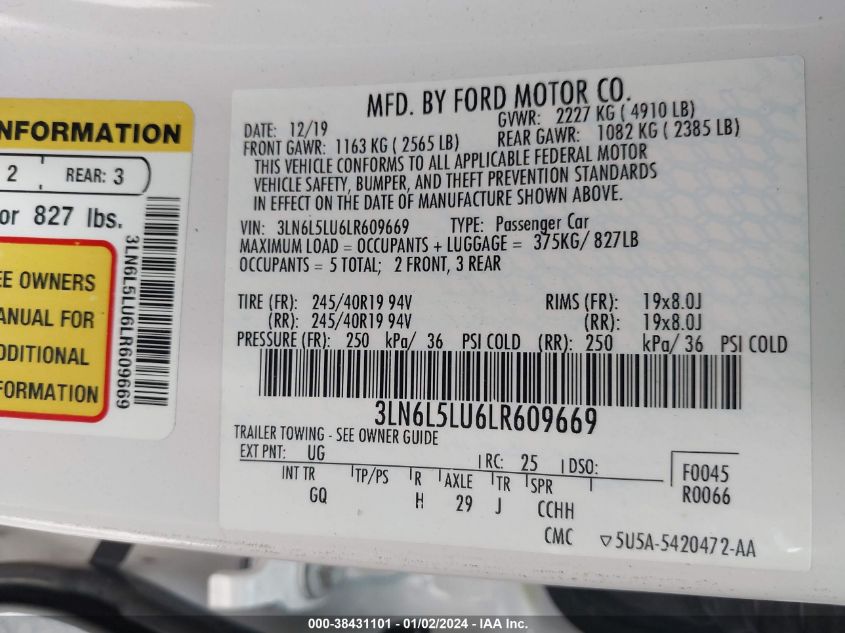 NFORMATION
2 REAR: 3
or 827 lbs.
EE OWNERS
ANUAL FOR
DDITIONAL
FORMATION
3LN6L5LU6LR609669
MFD. BY FORD MOTOR CO.
DATE: 12/19 GVWR: 2227 KG ( 4910 LB)
FRONT GAWR: 1163 KG ( 2565 LB) REAR GAWR: 1082 KG ( 2385 LB)
THIS VEHICLE CONFORMS TO ALL APPLICABLE FEDERAL MOTOR
VEHICLE SAFETY, BUMPER, AND THEFT PREVENTION STANDARDS
IN EFFECT ON THE DATE OF MANUFACTURE SHOWN ABOVE.
VIN: 3LN6L5LU6LR609669 TYPE: Passenger Car
MAXIMUM LOAD = OCCUPANTS + LUGGAGE = 375KG/ 827LB
OCCUPANTS = 5 TOTAL; 2 FRONT, 3 REAR
TIRE (FR): 245/40R19 94V RIMS (FR): 19x8.0J
(RR): 245/40R19 94V (RR): 19x8.0J
PRESSURE (FR): 250 kPa/ 36 PSI COLD (RR): 250 kPa/ 36 PSI COLD
3LN6L5LU6LR609669
TRAILER TOWING - SEE OWNER GUIDE
EXT PNT: UG RC: 25 DSO: F0045
INT TR TP/PS R AXLE TR SPR R0066
GQ H 29 J CCHH
CMC ▽5U5A-5420472-AA
000-38431101 - 01/02/2024 - IAA Inc.